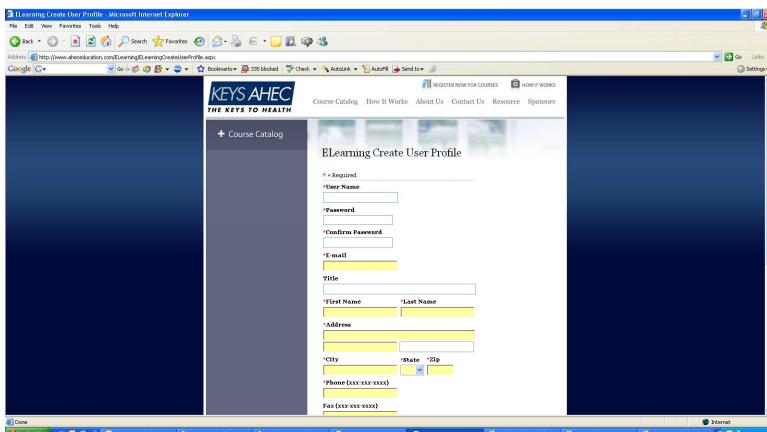 ELearning Create User Profile - Microsoft Internet Explorer
File Edit View Favorites Tools Help
Back Search Favorites
Address http://www.aheceducation.com/ELearning/ELearningCreateUserProfile.aspx Go Links
Google G Go Bookmarks 335 blocked Check AutoLink AutoFill Send to Settings
REGISTER NOW FOR COURSES HOW IT WORKS
KEYS AHEC
THE KEYS TO HEALTH
Course Catalog How It Works About Us Contact Us Resource Sponsors
+ Course Catalog
ELearning Create User Profile
* = Required
*User Name
*Password
*Confirm Password
*E-mail
Title
*First Name *Last Name
*Address
*City *State *Zip
*Phone (xxx-xxx-xxxx)
Fax (xxx-xxx-xxxx)
Done Internet